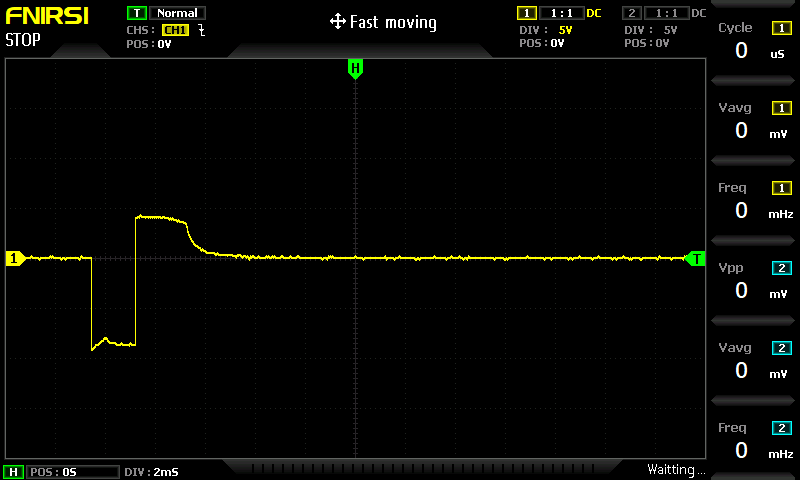 FNIRSI
STOP
T Normal
CHS: CH1
POS: 0V
Fast moving
1 1:1 DC
DIV: 5V
POS: 0V
2 1:1 DC
DIV: 5V
POS: 0V
H
1
T
Cycle 1
0 uS
Vavg 1
0 mV
Freq 1
0 mHz
Vpp 2
0 mV
Vavg 2
0 mV
Freq 2
0 mHz
H POS: 0S DIV: 2mS
Waitting...